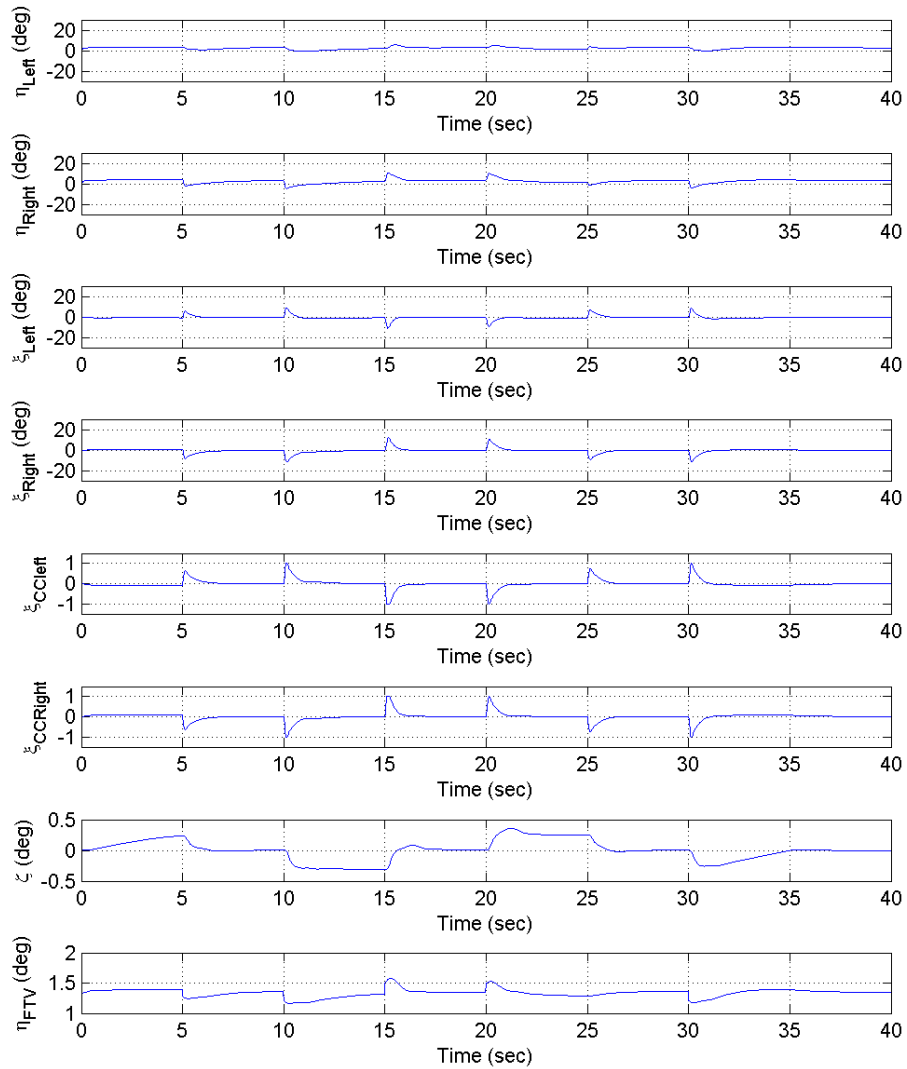 η_Left (deg)
20
0
-20
0 5 10 15 20 25 30 35 40
Time (sec)
η_Right (deg)
20
0
-20
0 5 10 15 20 25 30 35 40
Time (sec)
ξ_Left (deg)
20
0
-20
0 5 10 15 20 25 30 35 40
Time (sec)
ξ_Right (deg)
20
0
-20
0 5 10 15 20 25 30 35 40
Time (sec)
ξ_CCleft
1
0
-1
0 5 10 15 20 25 30 35 40
Time (sec)
ξ_CCRight
1
0
-1
0 5 10 15 20 25 30 35 40
Time (sec)
ζ (deg)
0.5
0
-0.5
0 5 10 15 20 25 30 35 40
Time (sec)
η_FTV (deg)
2
1.5
1
0 5 10 15 20 25 30 35 40
Time (sec)